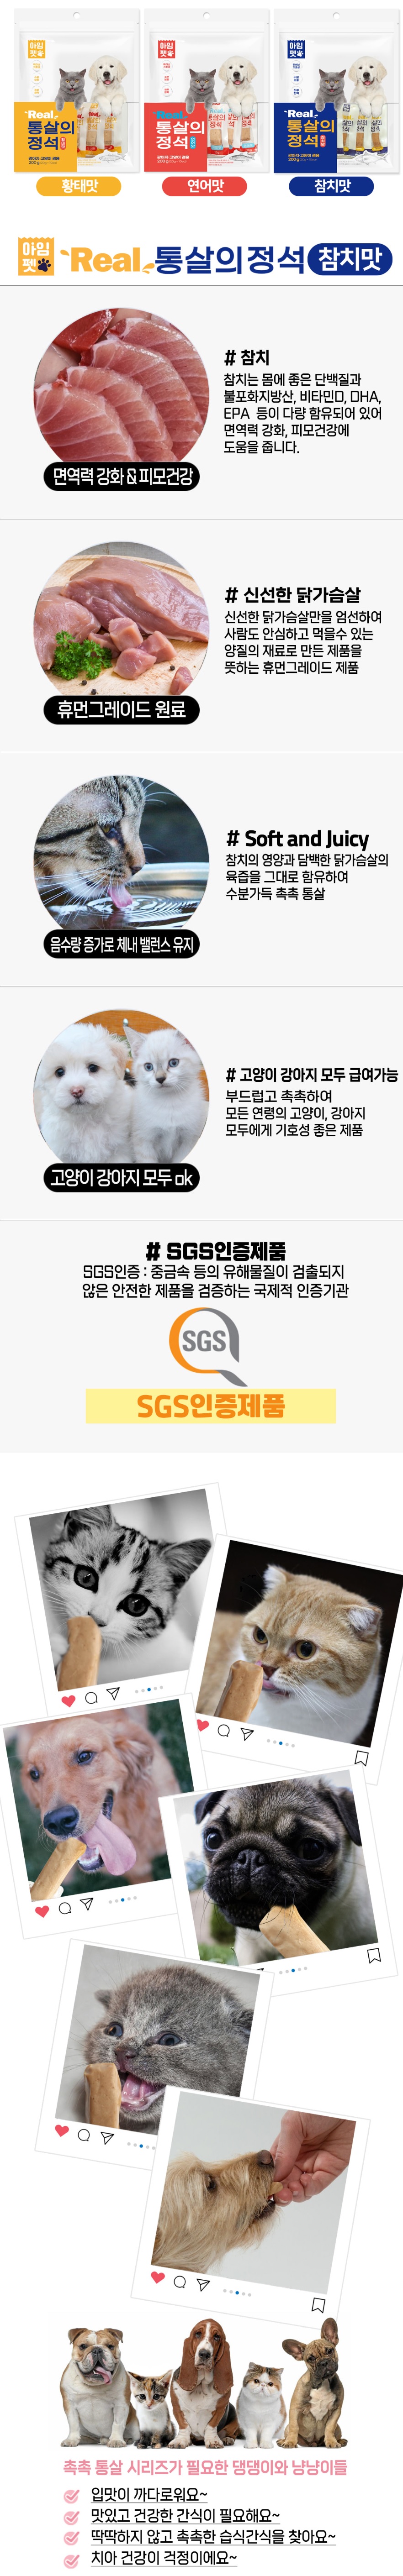 아임펫
Real
통살의
정석
200 g
아임펫
Real
통살의
정석
200 g
아임펫
Real
통살의
정석
200 g
황태맛
연어맛
참치맛
아임펫 Real 통살의정석 참치맛
# 참치
참치는 몸에 좋은 단백질과
불포화지방산, 비타민D, DHA,
EPA 등이 다량 함유되어 있어
면역력 강화, 피모건강에
도움을 줍니다.
면역력 강화 & 피모건강
# 신선한 닭가슴살
신선한 닭가슴살만을 엄선하여
사람도 안심하고 먹을수 있는
양질의 재료로 만든 제품을
뜻하는 휴먼그레이드 제품
휴먼그레이드 원료
# Soft and Juicy
참치의 영양과 담백한 닭가슴살의
육즙을 그대로 함유하여
수분가득 촉촉 통살
음수량 증가로 체내 밸런스 유지
# 고양이 강아지 모두 급여가능
부드럽고 촉촉하여
모든 연령의 고양이, 강아지
모두에게 기호성 좋은 제품
고양이 강아지 모두 ok
# SGS인증제품
SGS인증 : 중금속 등의 유해물질이 검출되지
않은 안전한 제품을 검증하는 국제적 인증기관
SGS
SGS인증제품
촉촉 통살 시리즈가 필요한 댕댕이와 냥냥이들
입맛이 까다로워요~
맛있고 건강한 간식이 필요해요~
딱딱하지 않고 촉촉한 습식간식을 찾아요~
치아 건강이 걱정이에요~